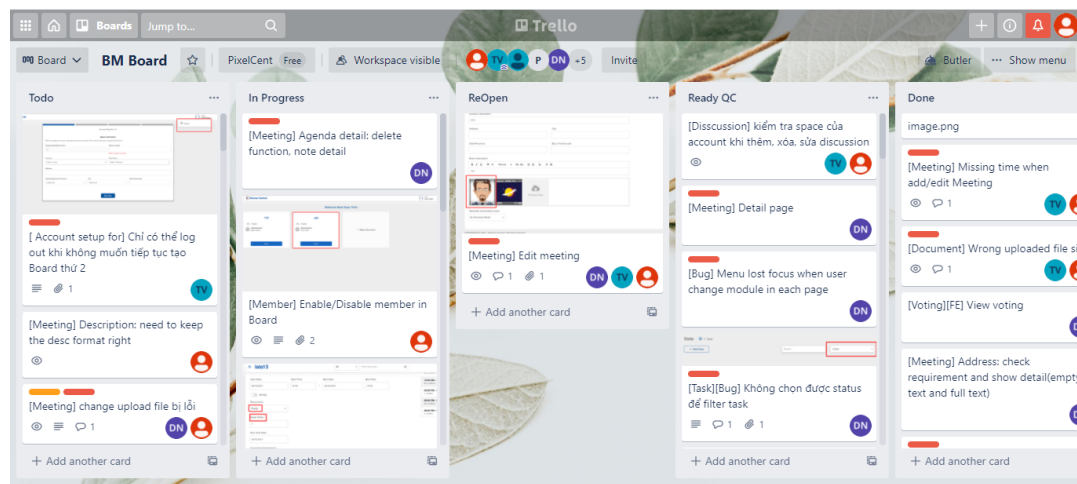 Boards
Jump to...
Trello
Board
BM Board
PixelCent Free
Workspace visible
TV
P
DN
+5
Invite
Butler
Show menu
Todo
[ Account setup for] Chỉ có thể log
out khi không muốn tiếp tục tạo
Board thứ 2
1
TV
[Meeting] Description: need to keep
the desc format right
[Meeting] change upload file bị lỗi
1
DN
+ Add another card
In Progress
[Meeting] Agenda detail: delete
function, note detail
DN
[Member] Enable/Disable member in
Board
2
+ Add another card
ReOpen
[Meeting] Edit meeting
1
1
DN
TV
+ Add another card
Ready QC
[Disscussion] kiểm tra space của
account khi thêm, xóa, sửa discussion
TV
[Meeting] Detail page
DN
[Bug] Menu lost focus when user
change module in each page
DN
[Task][Bug] Không chọn được status
để filter task
1
1
DN
+ Add another card
Done
image.png
[Meeting] Missing time when
add/edit Meeting
1
TV
[Document] Wrong uploaded file si
1
TV
[Voting][FE] View voting
[Meeting] Address: check
requirement and show detail(empty
text and full text)
+ Add another card